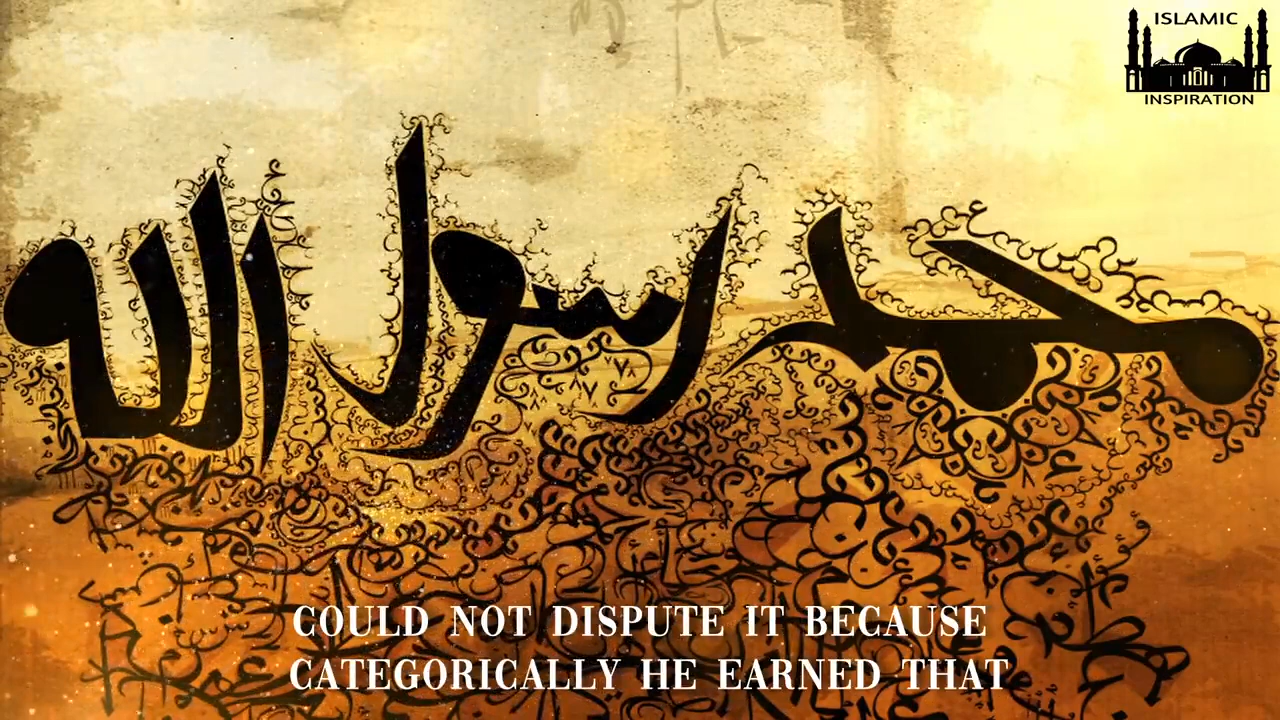 ISLAMIC
INSPIRATION
محمد رسول الله
COULD NOT DISPUTE IT BECAUSE
CATEGORICALLY HE EARNED THAT